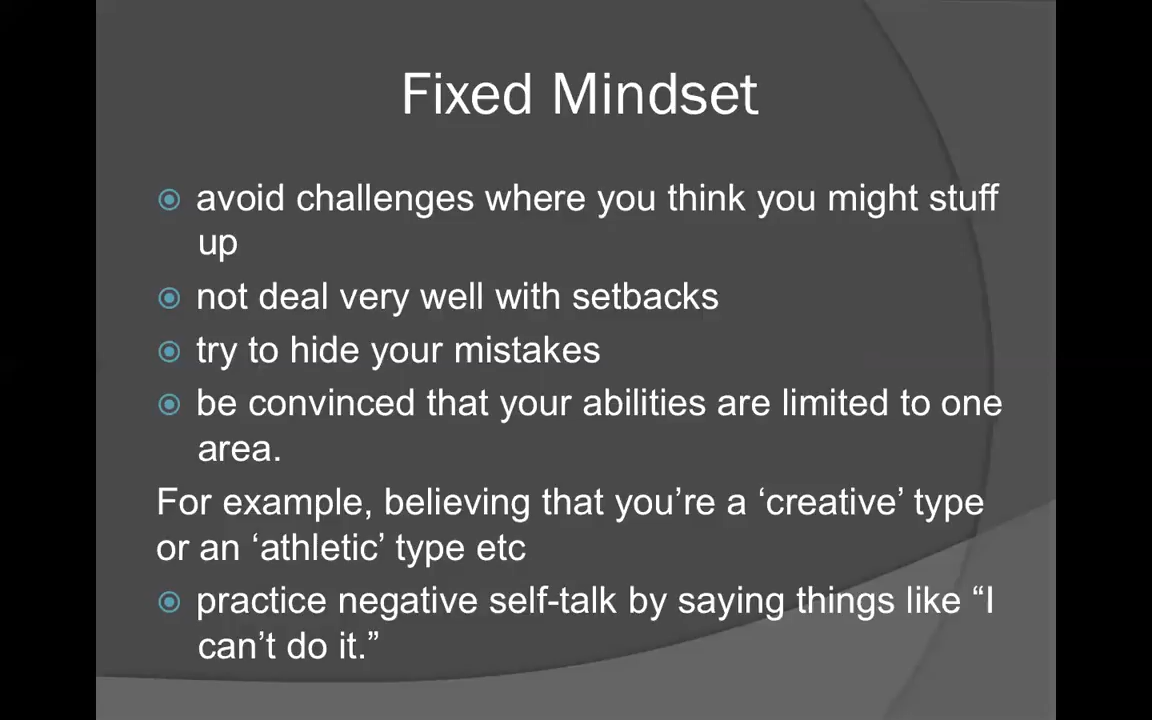 Fixed Mindset
avoid challenges where you think you might stuff
up
not deal very well with setbacks
try to hide your mistakes
be convinced that your abilities are limited to one
area.
For example, believing that you’re a ‘creative’ type
or an ‘athletic’ type etc
practice negative self-talk by saying things like “I
can’t do it.”